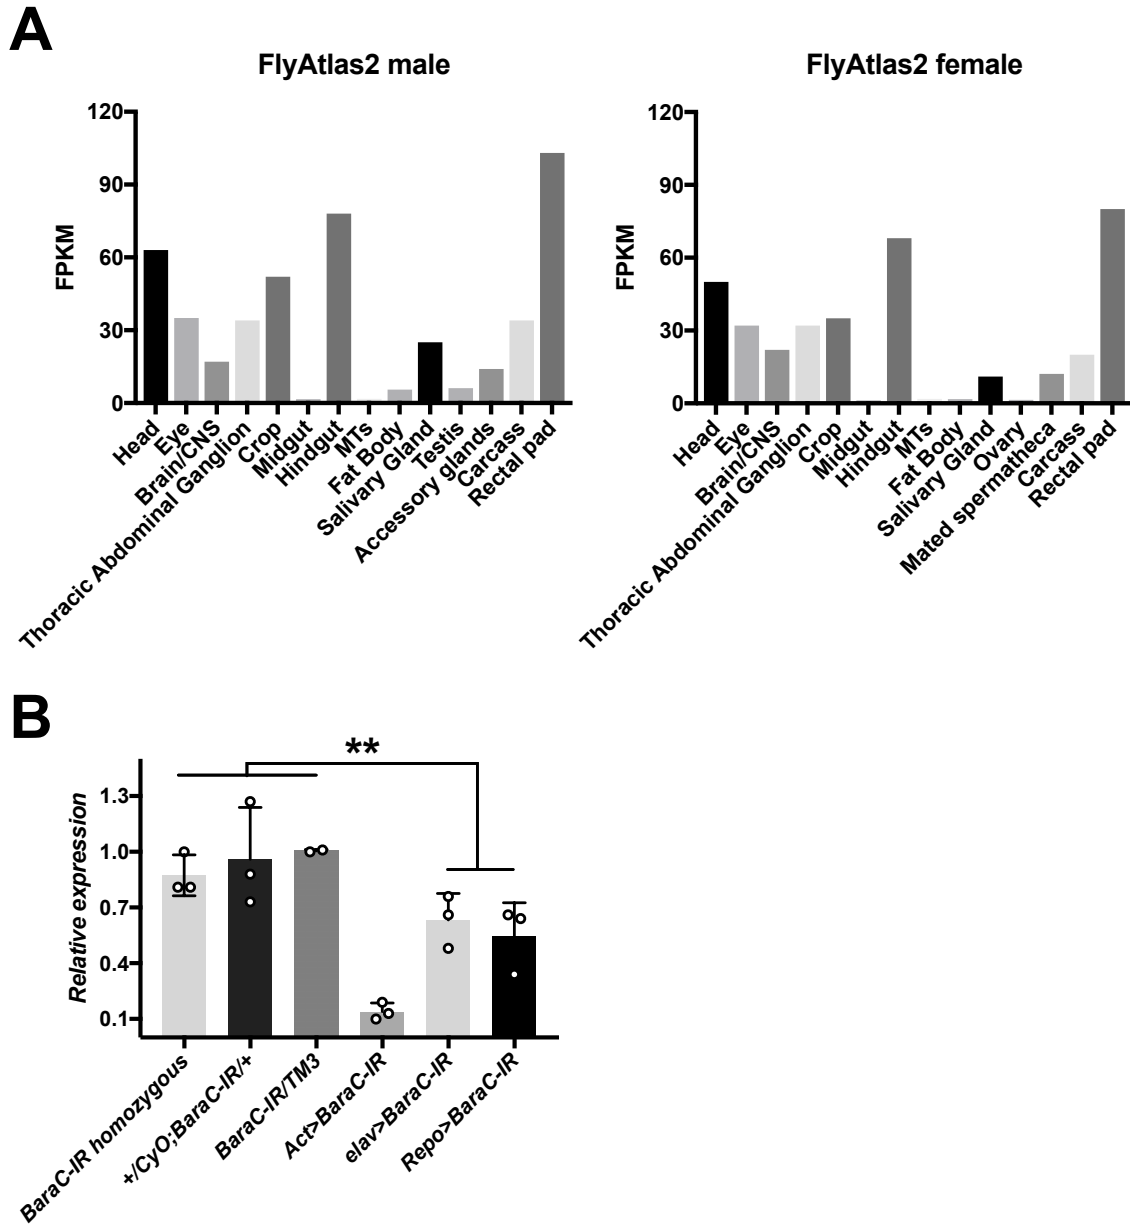 A
FlyAtlas2 male
FPKM
120
90
60
30
0
Head
Eye
Brain/CNS
Thoracic Abdominal Ganglion
Crop
Midgut
Hindgut
MTs
Fat Body
Salivary Gland
Testis
Accessory glands
Carcass
Rectal pad
FlyAtlas2 female
FPKM
120
90
60
30
0
Head
Eye
Brain/CNS
Thoracic Abdominal Ganglion
Crop
Midgut
Hindgut
MTs
Fat Body
Salivary Gland
Ovary
Mated spermatheca
Carcass
Rectal pad
B
**
Relative expression
1.3
1.0
0.7
0.4
0.1
BaraC-IR homozygous
+/CyO;BaraC-IR/+
BaraC-IR/TM3
Act>BaraC-IR
elav>BaraC-IR
Repo>BaraC-IR